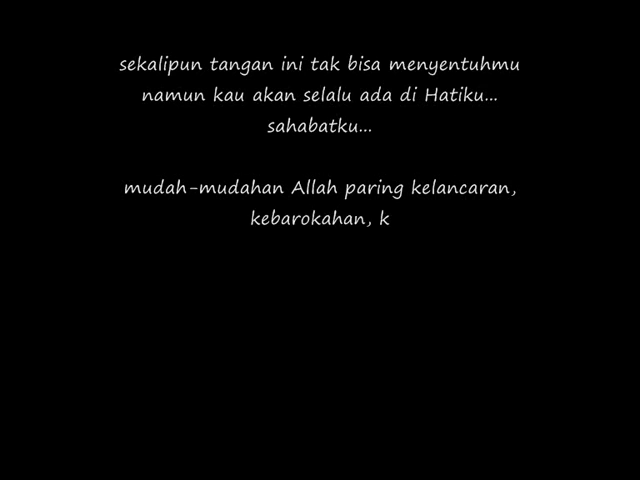 sekalipun tangan ini tak bisa menyentuhmu
namun kau akan selalu ada di Hatiku...
sahabatku...
mudah-mudahan Allah paring kelancaran,
kebarokahan, k